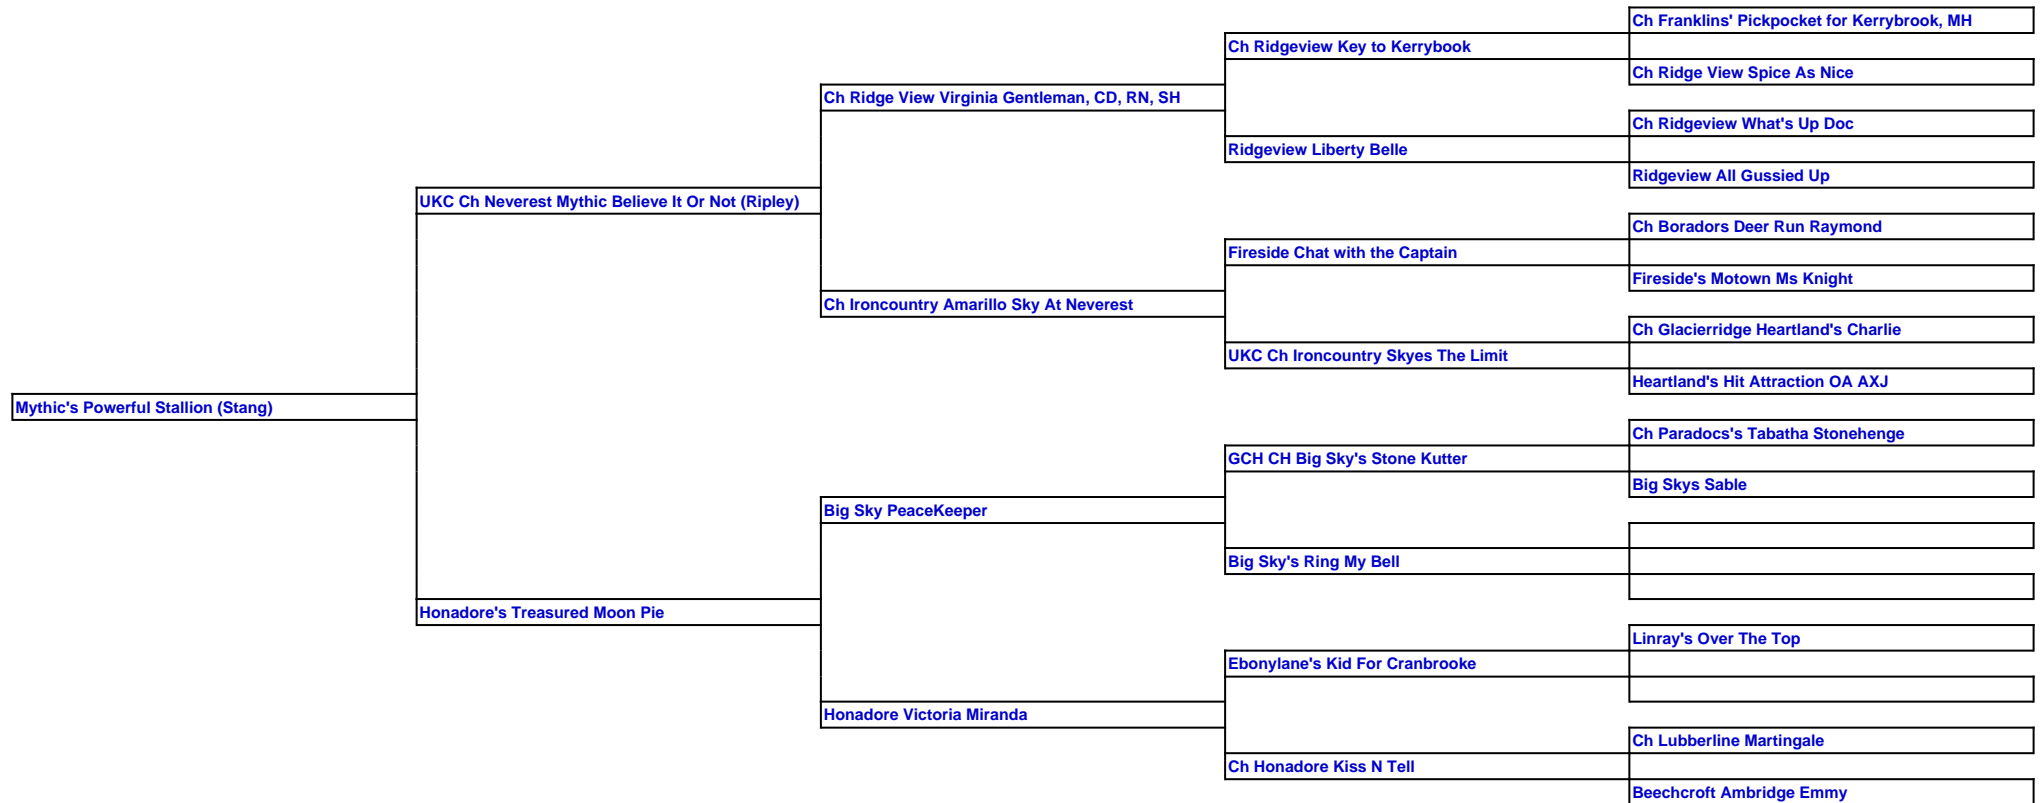 Ch Franklins' Pickpocket for Kerrybrook, MH
Ch Ridgeview Key to Kerrybook
Ch Ridge View Spice As Nice
Ch Ridge View Virginia Gentleman, CD, RN, SH
Ch Ridgeview What's Up Doc
Ridgeview Liberty Belle
Ridgeview All Gussied Up
UKC Ch Neverest Mythic Believe It Or Not (Ripley)
Ch Boradors Deer Run Raymond
Fireside Chat with the Captain
Fireside's Motown Ms Knight
Ch Ironcountry Amarillo Sky At Neverest
Ch Glacierridge Heartland's Charlie
UKC Ch Ironcountry Skyes The Limit
Heartland's Hit Attraction OA AXJ
Mythic's Powerful Stallion (Stang)
Ch Paradocs's Tabatha Stonehenge
GCH CH Big Sky's Stone Kutter
Big Skys Sable
Big Sky PeaceKeeper
Big Sky's Ring My Bell
Honadore's Treasured Moon Pie
Linray's Over The Top
Ebonylane's Kid For Cranbrooke
Honadore Victoria Miranda
Ch Lubberline Martingale
Ch Honadore Kiss N Tell
Beechcroft Ambridge Emmy